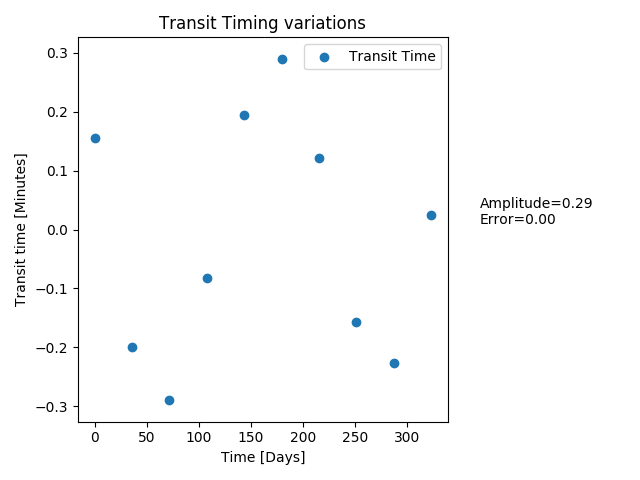 Transit Timing variations
Transit Time
0.3
0.2
0.1
0.0
−0.1
−0.2
−0.3
Transit time [Minutes]
Amplitude=0.29
Error=0.00
0 50 100 150 200 250 300
Time [Days]